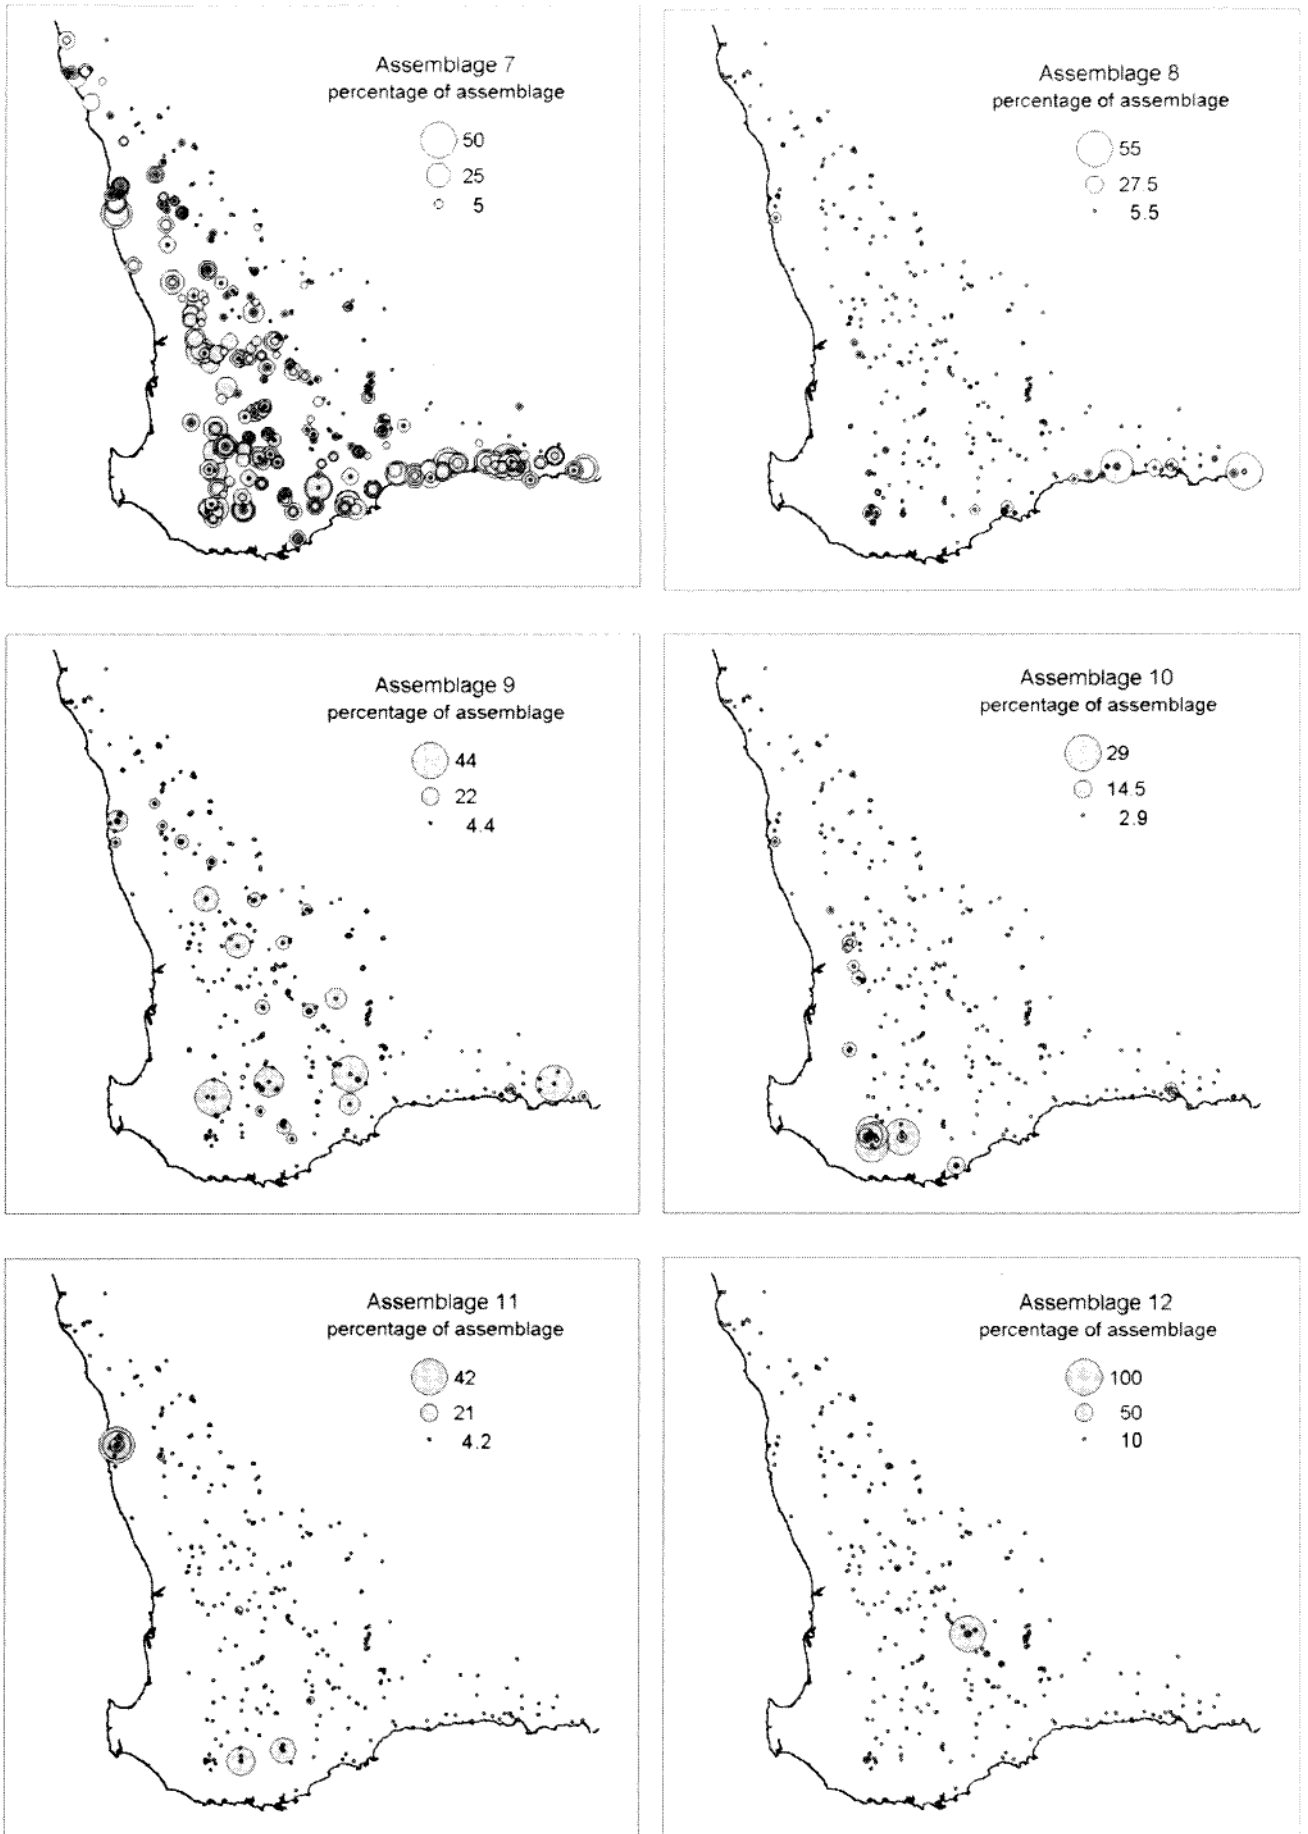 Assemblage 7
percentage of assemblage
50
25
5
Assemblage 8
percentage of assemblage
55
27.5
5.5
Assemblage 9
percentage of assemblage
44
22
4.4
Assemblage 10
percentage of assemblage
29
14.5
2.9
Assemblage 11
percentage of assemblage
42
21
4.2
Assemblage 12
percentage of assemblage
100
50
10